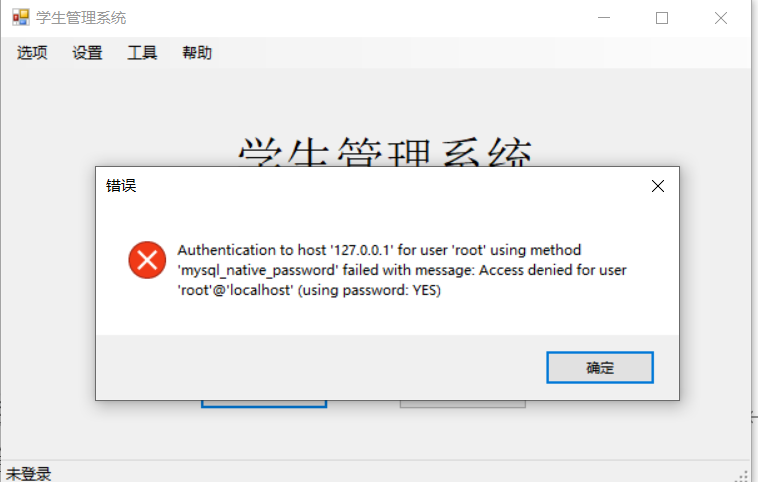 学生管理系统
选项 设置 工具 帮助
学生管理系统
错误
Authentication to host '127.0.0.1' for user 'root' using method
'mysql_native_password' failed with message: Access denied for user
'root'@'localhost' (using password: YES)
确定
未登录